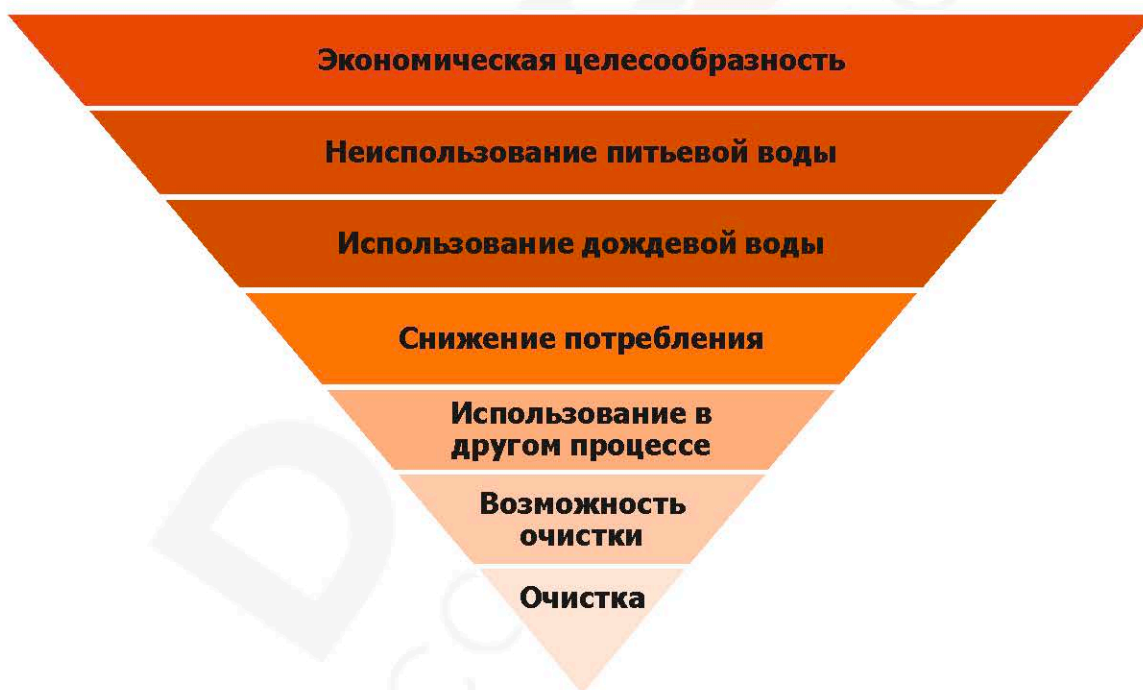 Экономическая целесообразность
Неиспользование питьевой воды
Использование дождевой воды
Снижение потребления
Использование в
другом процессе
Возможность
очистки
Очистка